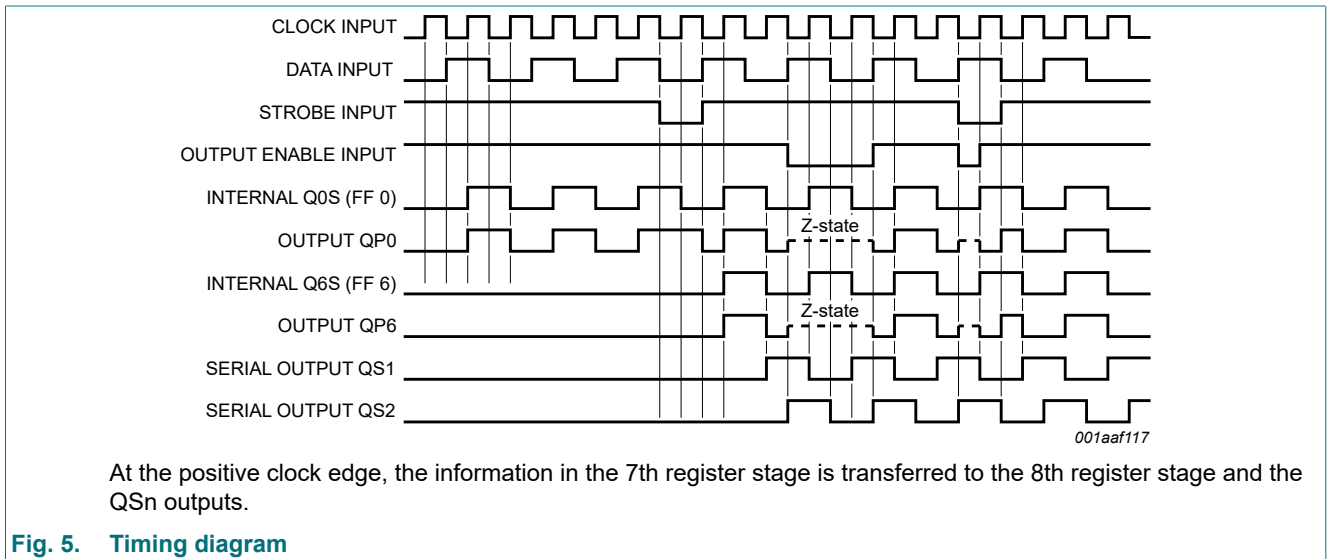 CLOCK INPUT
DATA INPUT
STROBE INPUT
OUTPUT ENABLE INPUT
INTERNAL Q0S (FF 0)
Z-state
OUTPUT QP0
INTERNAL Q6S (FF 6)
Z-state
OUTPUT QP6
SERIAL OUTPUT QS1
SERIAL OUTPUT QS2
001aaf117
At the positive clock edge, the information in the 7th register stage is transferred to the 8th register stage and the
QSn outputs.
Fig. 5. Timing diagram